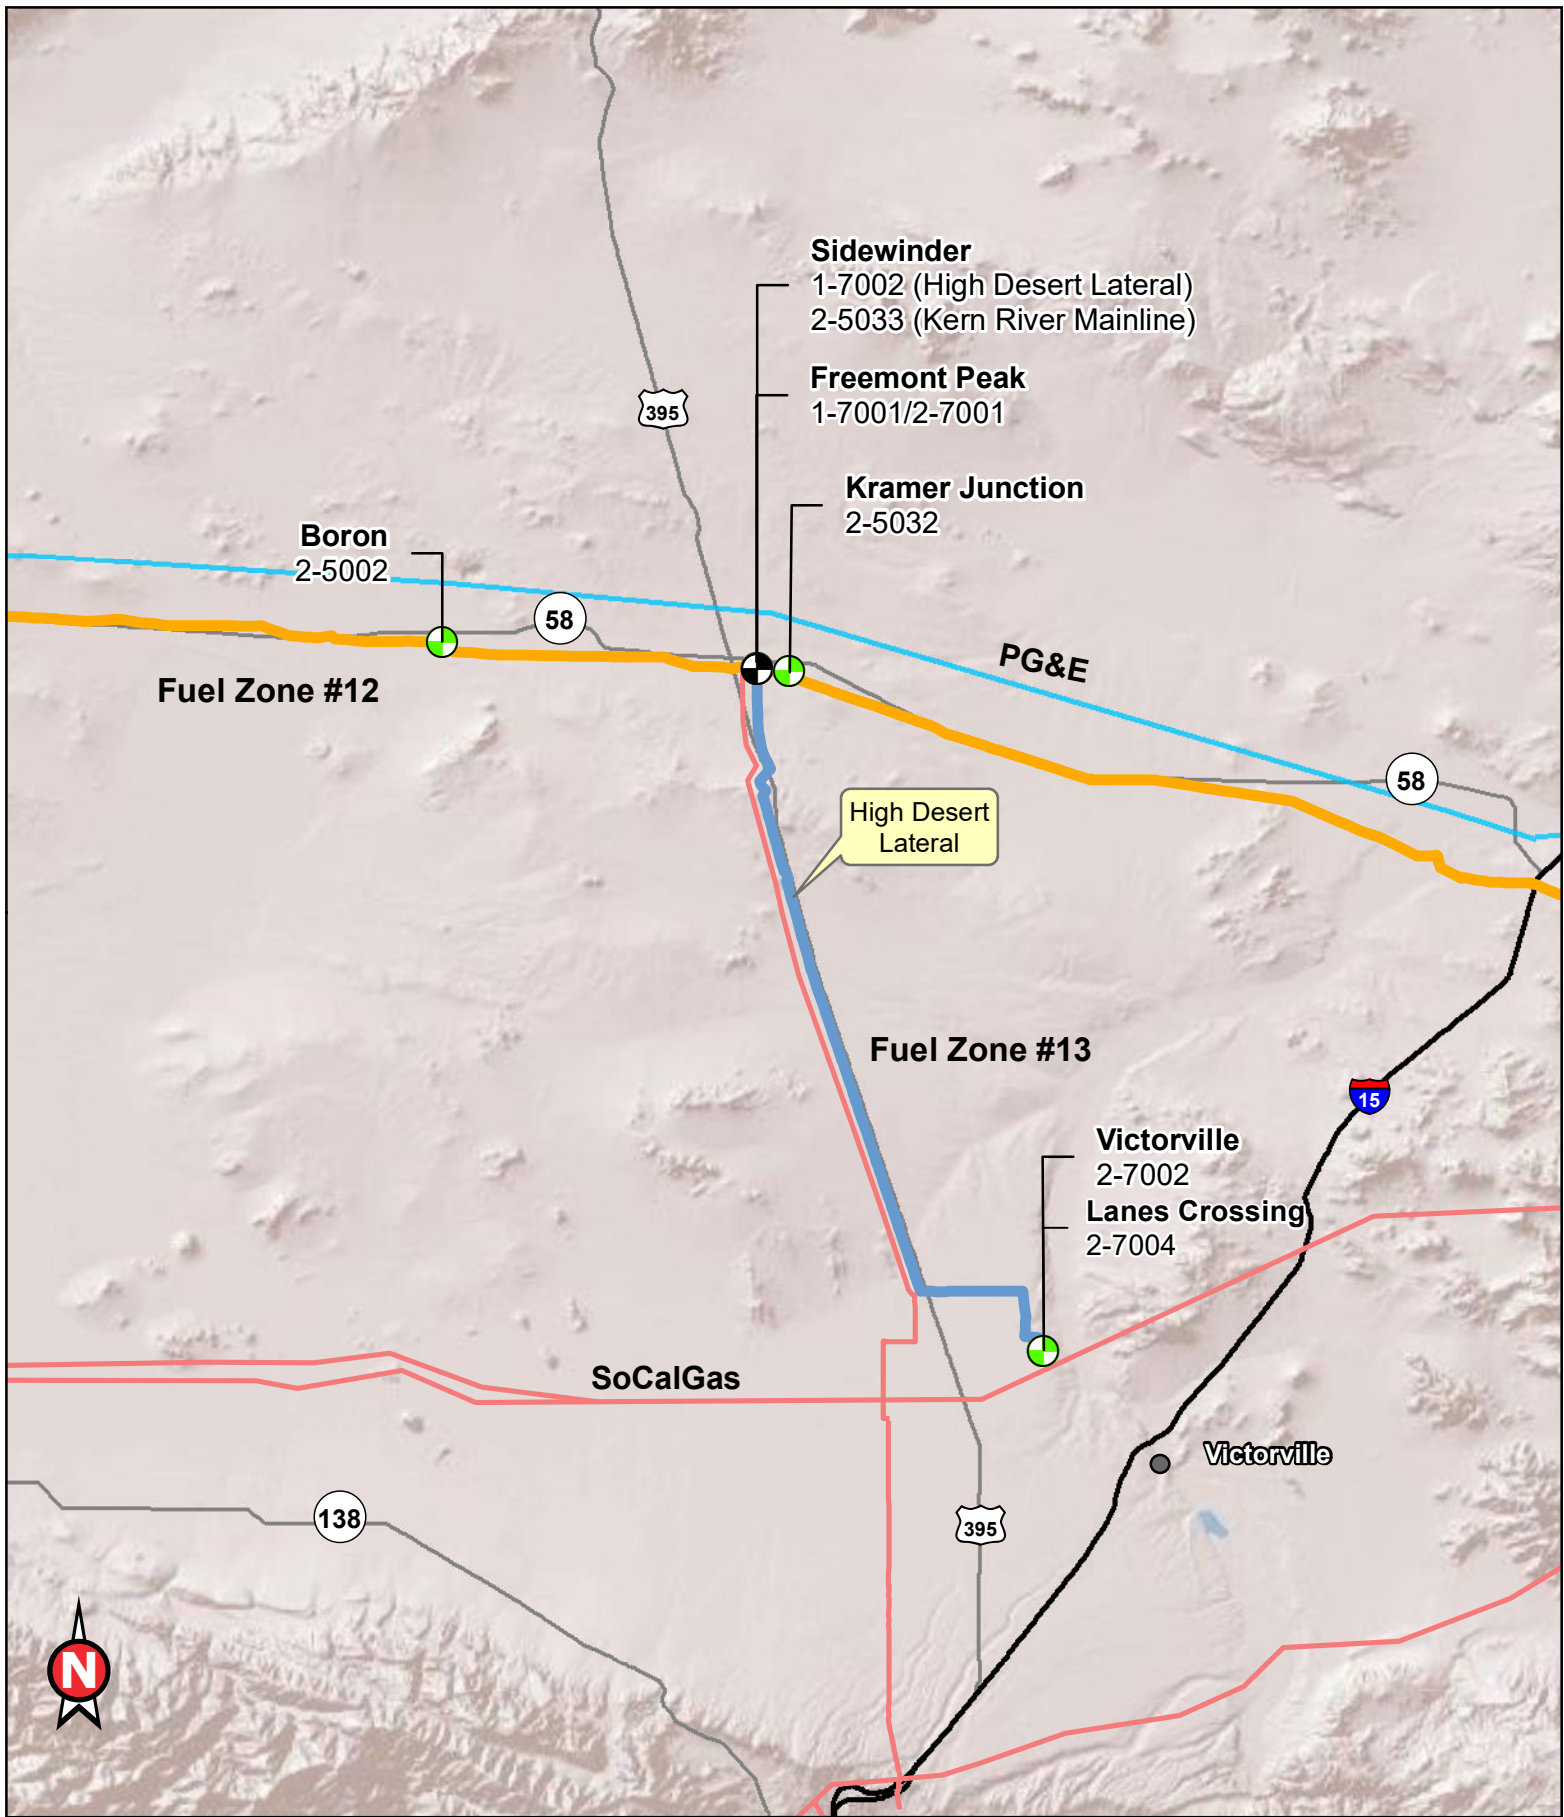 Sidewinder
1-7002 (High Desert Lateral)
2-5033 (Kern River Mainline)
Freemont Peak
1-7001/2-7001
395
Kramer Junction
2-5032
Boron
2-5002
58
PG&E
Fuel Zone #12
58
High Desert
Lateral
Fuel Zone #13
15
Victorville
2-7002
Lanes Crossing
2-7004
SoCalGas
Victorville
138
395
N